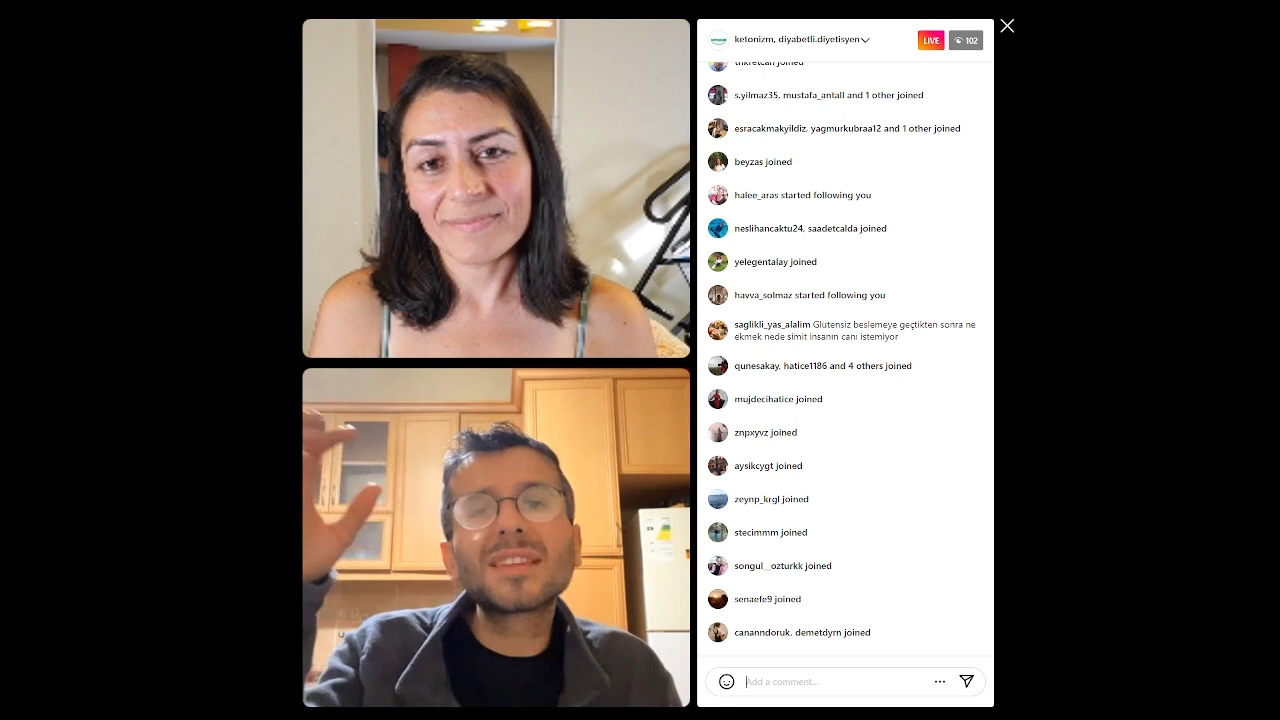 ketonizm, diyabetli.diyetisyen
LIVE
102
s.yilmaz35, mustafa_antall and 1 other joined
esracakmakyildiz, yagmurkubraa12 and 1 other joined
beyzas joined
halee_aras started following you
neslihancaktu24, saadetcalda joined
yelegentalay joined
havva_solmaz started following you
saglikli_yas_alalim Glutensiz beslemeye geçtikten sonra ne
ekmek nede simit insanın canı istemiyor
qunesakay, hatice1186 and 4 others joined
mujdecihatice joined
znpxyvz joined
aysikcygt joined
zeynp_krgl joined
stecimmm joined
songul__ozturkk joined
senaefe9 joined
cananndoruk, demetdyrn joined
Add a comment...